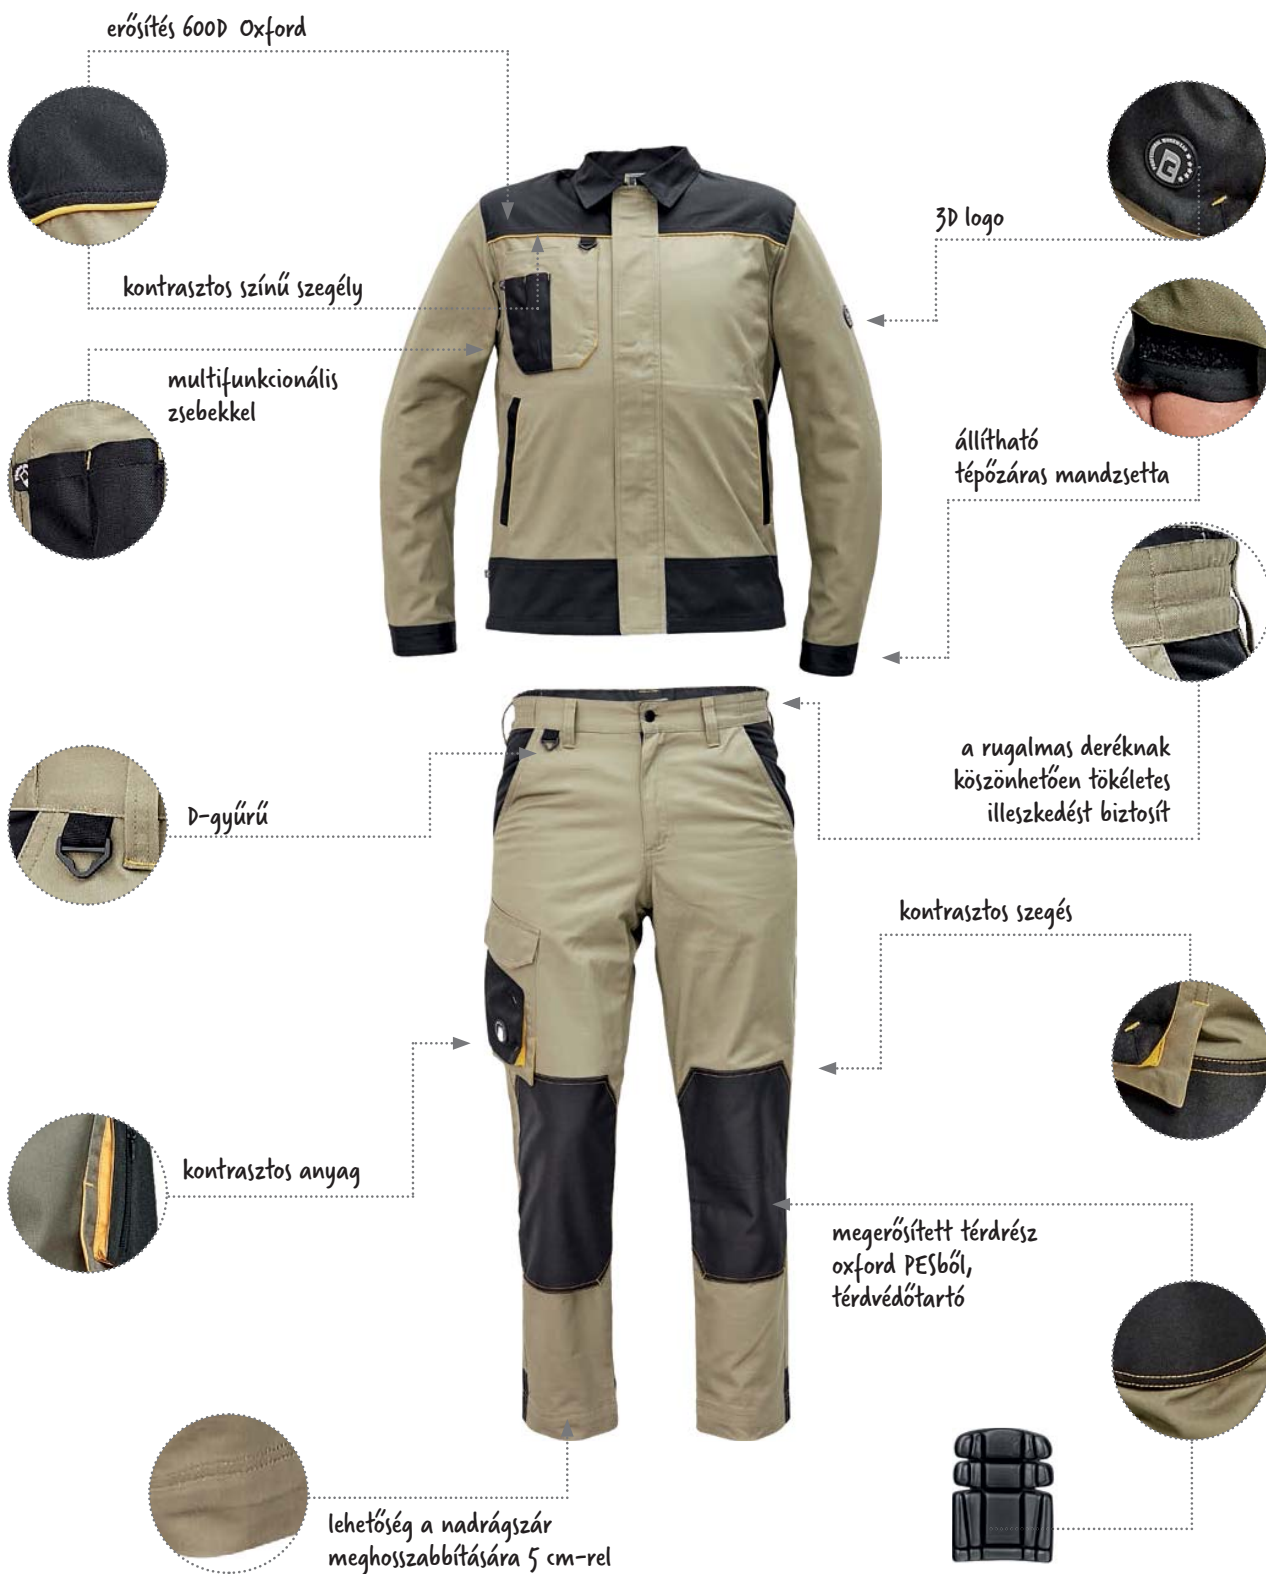 erősítés 600D Oxford
3D logo
kontrasztos színű szegély
multifunkcionális
zsebekkel
állítható
tépőzáras mandzsetta
a rugalmas deréknak
köszönhetően tökéletes
illeszkedést biztosít
D-gyűrű
kontrasztos szegés
kontrasztos anyag
megerősített térdrész
oxford PESből,
térdvédőtartó
lehetőség a nadrágszár
meghosszabbítására 5 cm-rel